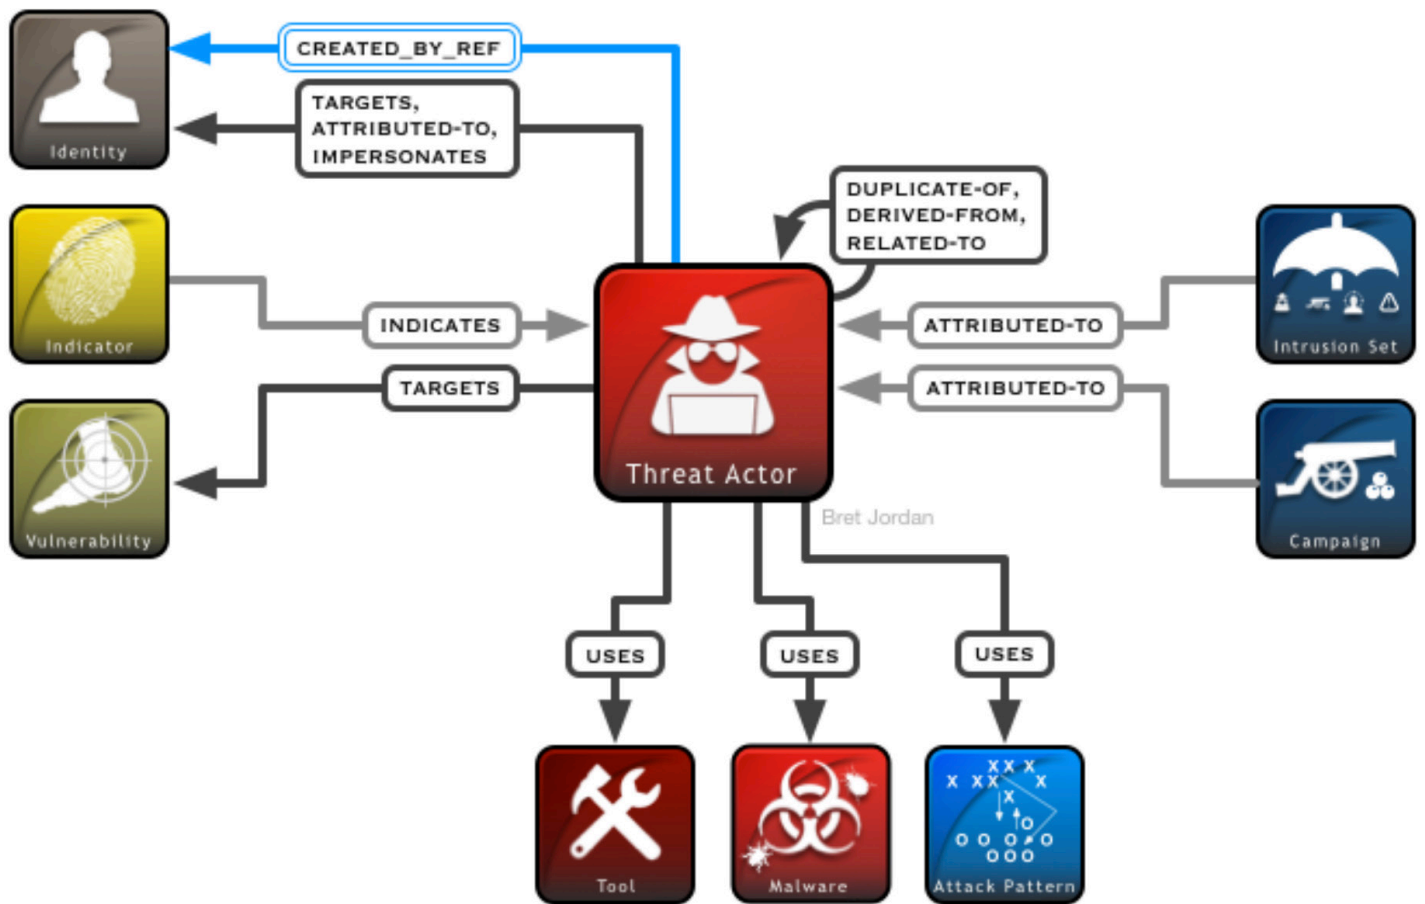 CREATED_BY_REF
Identity
TARGETS,
ATTRIBUTED-TO,
IMPERSONATES
DUPLICATE-OF,
DERIVED-FROM,
RELATED-TO
Indicator
INDICATES
Threat Actor
ATTRIBUTED-TO
Intrusion Set
TARGETS
ATTRIBUTED-TO
Vulnerability
Bret Jordan
Campaign
USES
USES
USES
X X X
X X X X
X
O
O O O O
O O O
Tool
Malware
Attack Pattern